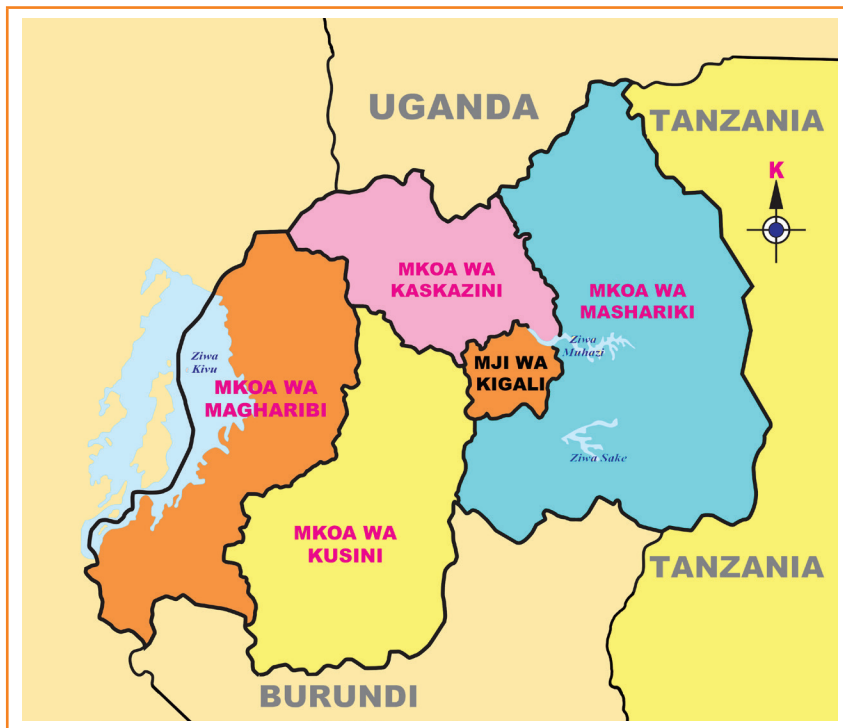 UGANDA
TANZANIA
K
MKOA WA
KASKAZINI
MKOA WA
MASHARIKI
Ziwa
Muhazi
Ziwa
Kivu
MJI WA
KIGALI
MKOA WA
MAGHARIBI
Ziwa Sake
MKOA WA
KUSINI
TANZANIA
BURUNDI